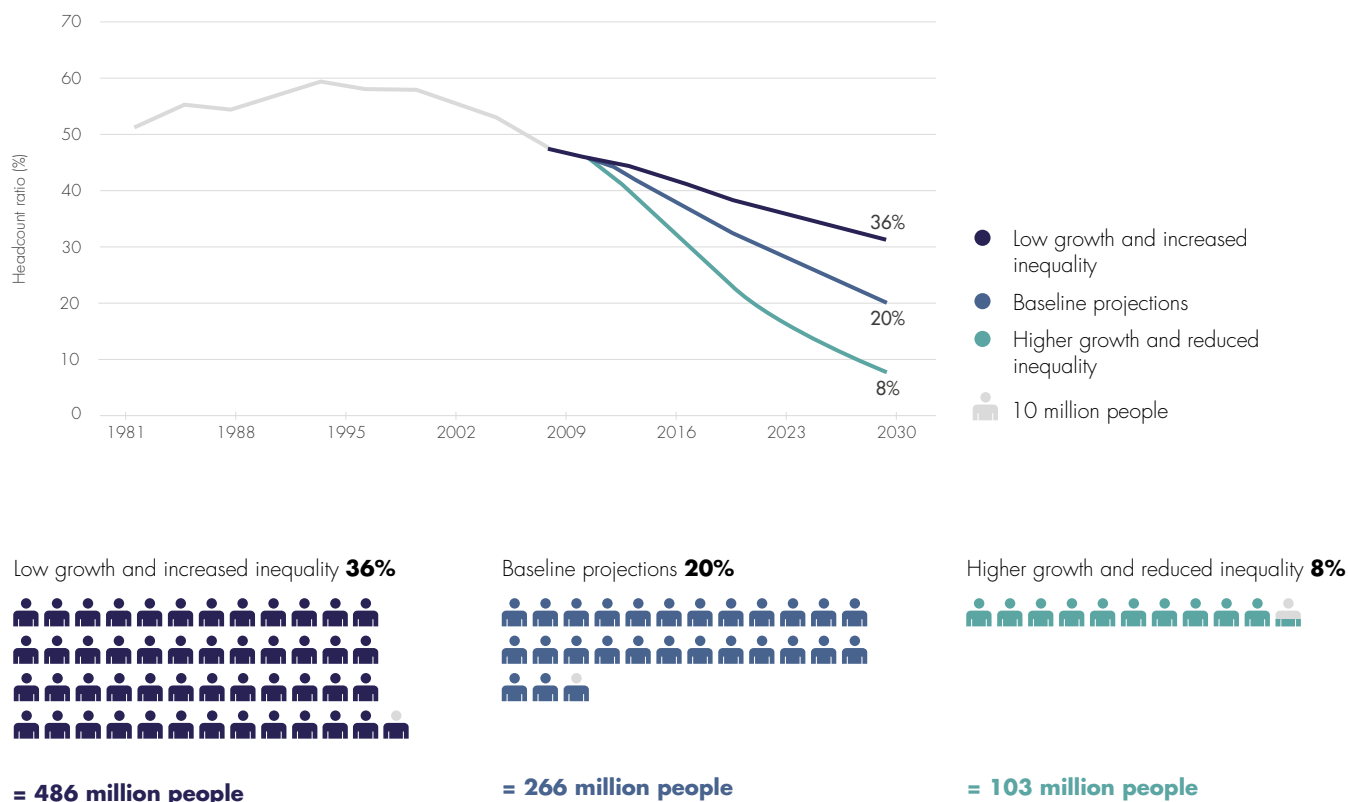 70
60
50
40
30
20
10
0
Headcount ratio (%)
1981 1988 1995 2002 2009 2016 2023 2030
36%
20%
8%
Low growth and increased
inequality
Baseline projections
Higher growth and reduced
inequality
10 million people
Low growth and increased inequality 36%
= 486 million people
Baseline projections 20%
= 266 million people
Higher growth and reduced inequality 8%
= 103 million people